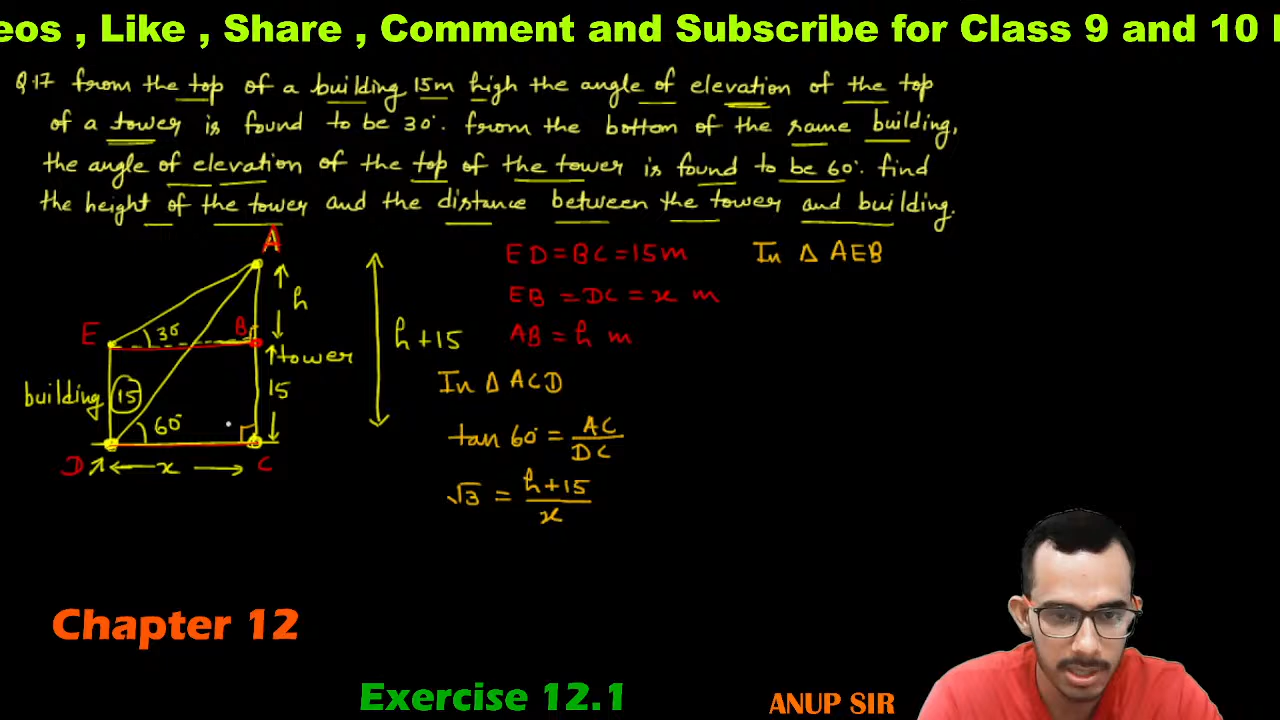 eos , Like , Share , Comment and Subscribe for Class 9 and 10
Q 17 from the top of a building 15m high the angle of elevation of the top
of a tower is found to be 30°. from the bottom of the same building,
the angle of elevation of the top of the tower is found to be 60°. find
the height of the tower and the distance between the tower and building.
A
h
E
30°
B
tower
h+15
building
15
15
60°
D
x
C
ED = BC = 15m
EB = DC = x m
AB = h m
In Δ ACD
tan 60° = AC
DC
√3 = h+15
x
In Δ AEB
Chapter 12
Exercise 12.1
ANUP SIR